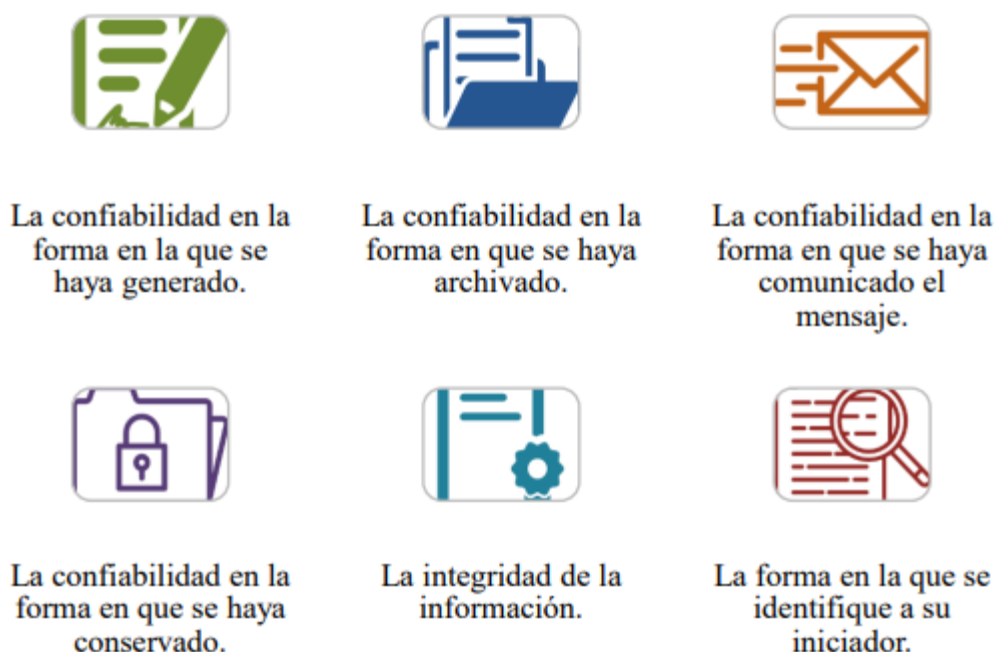 La confiabilidad en la
forma en la que se
haya generado.
La confiabilidad en la
forma en que se haya
archivado.
La confiabilidad en la
forma en que se haya
comunicado el
mensaje.
La confiabilidad en la
forma en que se haya
conservado.
La integridad de la
información.
La forma en la que se
identifique a su
iniciador.